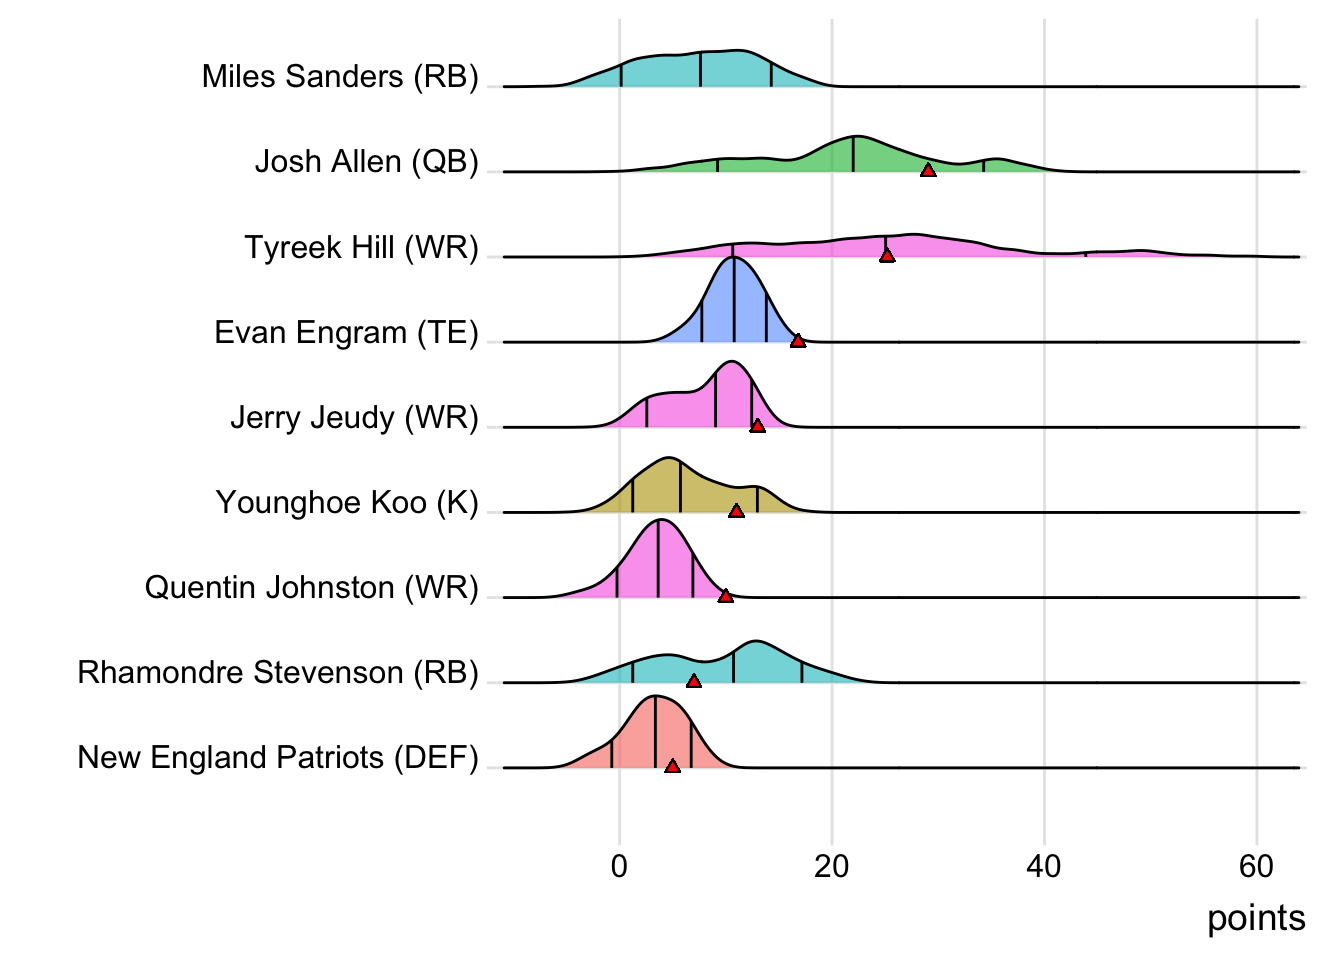 Miles Sanders (RB)
Josh Allen (QB)
Tyreek Hill (WR)
Evan Engram (TE)
Jerry Jeudy (WR)
Younghoe Koo (K)
Quentin Johnston (WR)
Rhamondre Stevenson (RB)
New England Patriots (DEF)
0 20 40 60
points